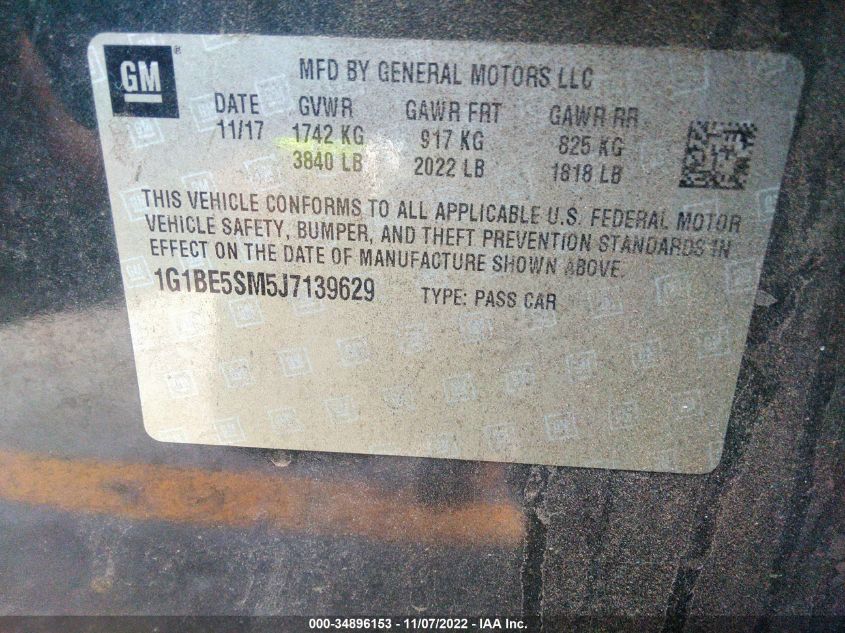 GM ®
MFD BY GENERAL MOTORS LLC
DATE GVWR GAWR FRT GAWR RR
11/17 1742 KG 917 KG 825 KG
3840 LB 2022 LB 1818 LB
THIS VEHICLE CONFORMS TO ALL APPLICABLE U.S. FEDERAL MOTOR
VEHICLE SAFETY, BUMPER, AND THEFT PREVENTION STANDARDS IN
EFFECT ON THE DATE OF MANUFACTURE SHOWN ABOVE.
1G1BE5SM5J7139629 TYPE: PASS CAR
000-34896153 - 11/07/2022 - IAA Inc.